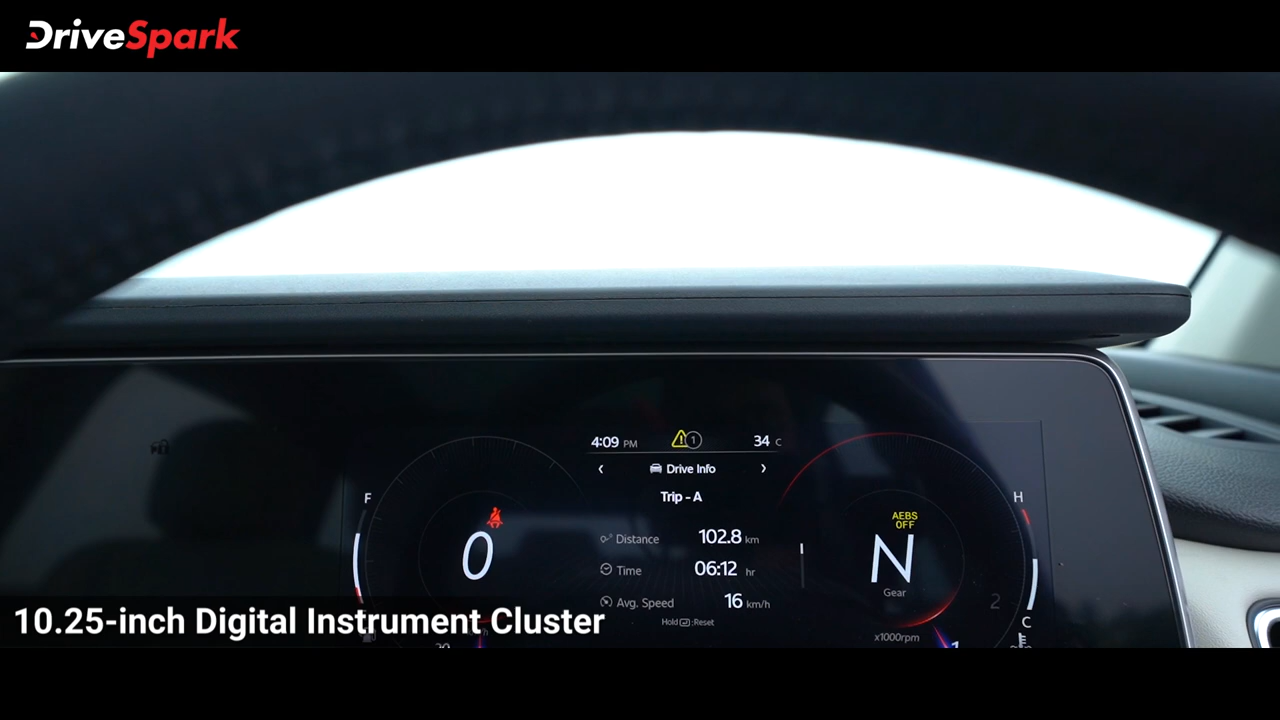 DriveSpark
4:09 PM
1
34 C
Drive Info
Trip - A
F
H
AEBS
OFF
0
N
Distance 102.8 km
Time 06:12 hr
Avg. Speed 16 km/h
Gear
2
C
Hold :Reset
x1000rpm
1
20
10.25-inch Digital Instrument Cluster